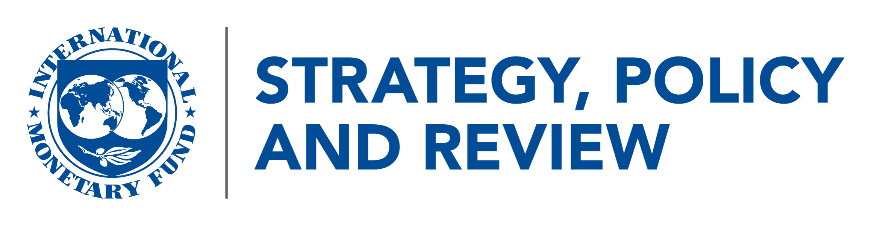 INTERNATIONAL
MONETARY FUND
STRATEGY, POLICY
AND REVIEW